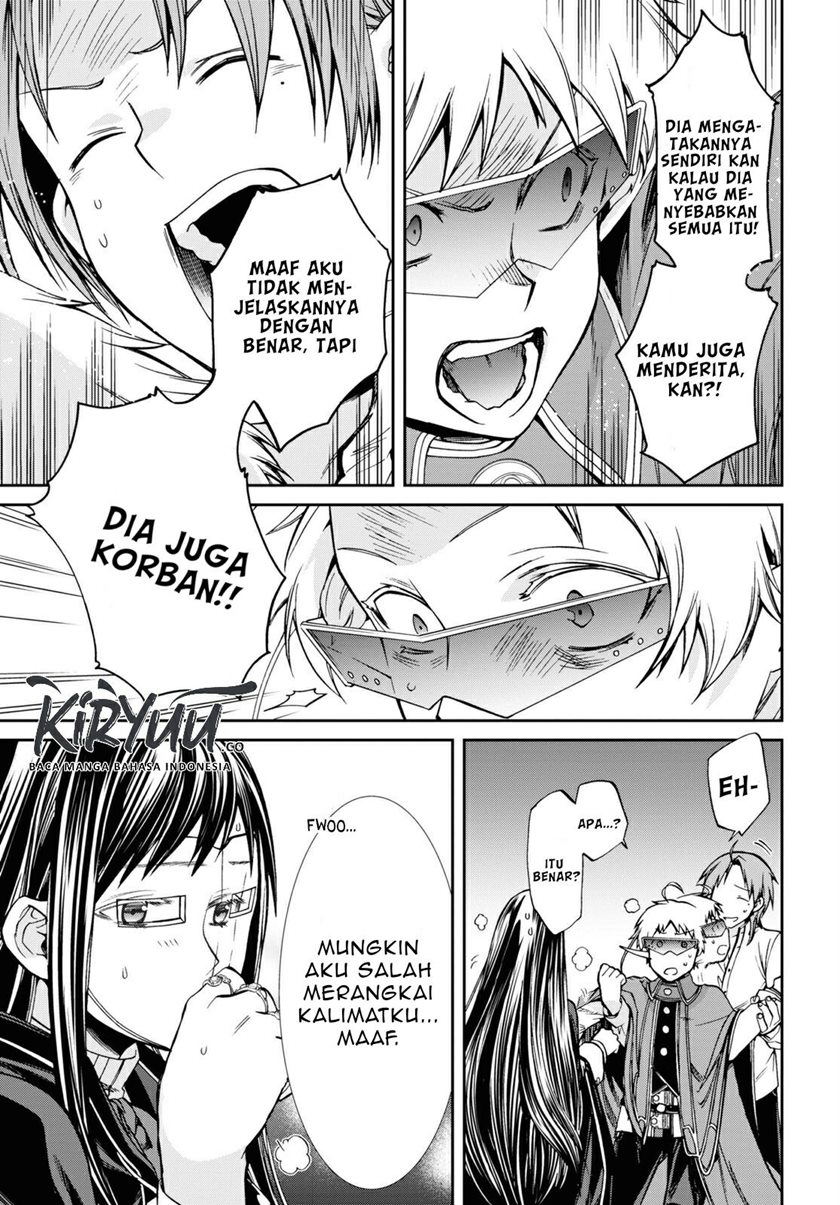 DIA MENGA-
TAKANNYA
SENDIRI KAN
KALAU DIA
YANG ME-
NYEBABKAN
SEMUA ITU!
KAMU JUGA
MENDERITA,
KAN?!
MAAF AKU
TIDAK MEN-
JELASKANNYA
DENGAN
BENAR, TAPI
DIA JUGA
KORBAN!!
KIRYUU.CO
BACA MANGA BAHASA INDONESIA
EH-
APA...?
ITU
BENAR?
FWOO...
MUNGKIN
AKU SALAH
MERANGKAI
KALIMATKU...
MAAF.